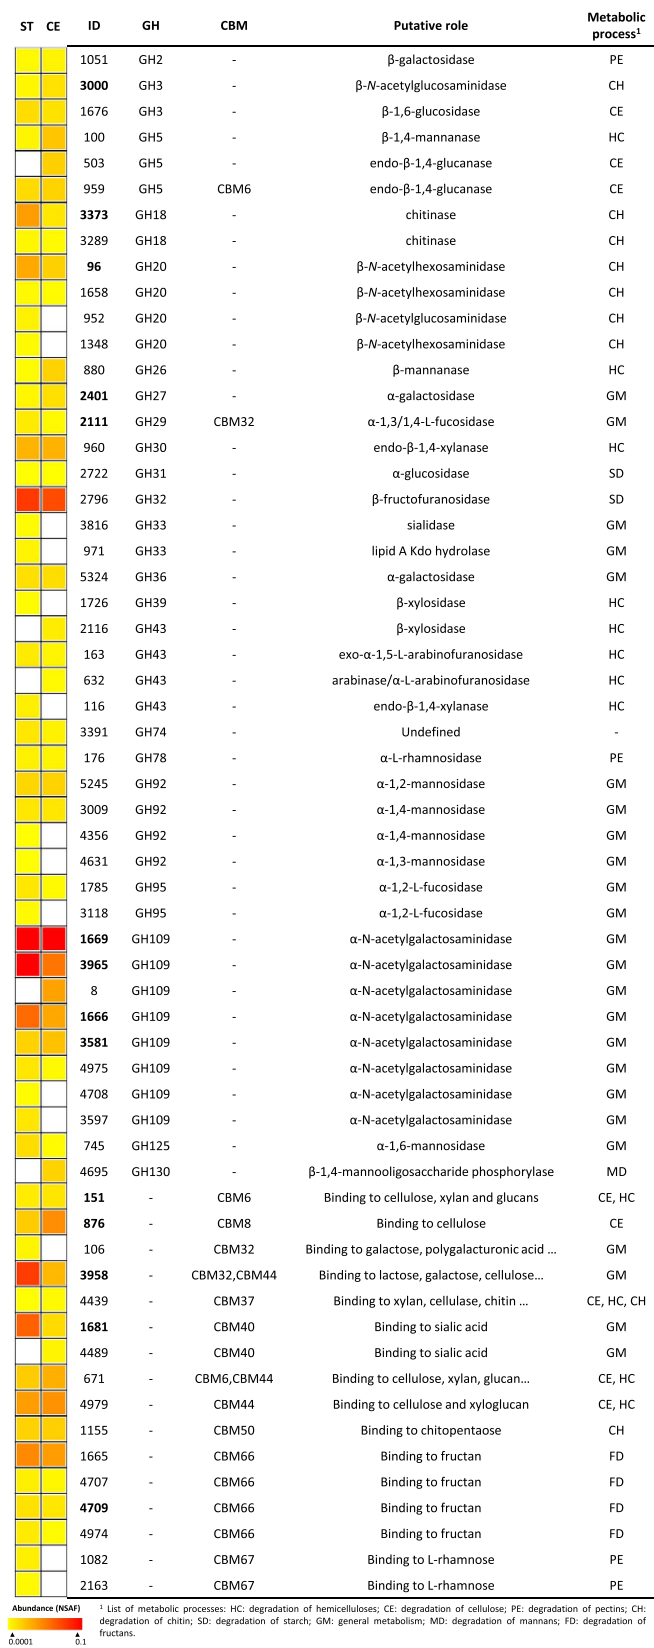 ST CE ID GH CBM Putative role Metabolic process¹
1051 GH2 - β-galactosidase PE
3000 GH3 - β-N-acetylglucosaminidase CH
1676 GH3 - β-1,6-glucosidase CE
100 GH5 - β-1,4-mannanase HC
503 GH5 - endo-β-1,4-glucanase CE
959 GH5 CBM6 endo-β-1,4-glucanase CE
3373 GH18 - chitinase CH
3289 GH18 - chitinase CH
96 GH20 - β-N-acetylhexosaminidase CH
1658 GH20 - β-N-acetylhexosaminidase CH
952 GH20 - β-N-acetylglucosaminidase CH
1348 GH20 - β-N-acetylhexosaminidase CH
880 GH26 - β-mannanase HC
2401 GH27 - α-galactosidase GM
2111 GH29 CBM32 α-1,3/1,4-L-fucosidase GM
960 GH30 - endo-β-1,4-xylanase HC
2722 GH31 - α-glucosidase SD
2796 GH32 - β-fructofuranosidase SD
3816 GH33 - sialidase GM
971 GH33 - lipid A Kdo hydrolase GM
5324 GH36 - α-galactosidase GM
1726 GH39 - β-xylosidase HC
2116 GH43 - β-xylosidase HC
163 GH43 - exo-α-1,5-L-arabinofuranosidase HC
632 GH43 - arabinase/α-L-arabinofuranosidase HC
116 GH43 - endo-β-1,4-xylanase HC
3391 GH74 - Undefined -
176 GH78 - α-L-rhamnosidase PE
5245 GH92 - α-1,2-mannosidase GM
3009 GH92 - α-1,4-mannosidase GM
4356 GH92 - α-1,4-mannosidase GM
4631 GH92 - α-1,3-mannosidase GM
1785 GH95 - α-1,2-L-fucosidase GM
3118 GH95 - α-1,2-L-fucosidase GM
1669 GH109 - α-N-acetylgalactosaminidase GM
3965 GH109 - α-N-acetylgalactosaminidase GM
8 GH109 - α-N-acetylgalactosaminidase GM
1666 GH109 - α-N-acetylgalactosaminidase GM
3581 GH109 - α-N-acetylgalactosaminidase GM
4975 GH109 - α-N-acetylgalactosaminidase GM
4708 GH109 - α-N-acetylgalactosaminidase GM
3597 GH109 - α-N-acetylgalactosaminidase GM
745 GH125 - α-1,6-mannosidase GM
4695 GH130 - β-1,4-mannooligosaccharide phosphorylase MD
151 - CBM6 Binding to cellulose, xylan and glucans CE, HC
876 - CBM8 Binding to cellulose CE
106 - CBM32 Binding to galactose, polygalacturonic acid ... GM
3958 - CBM32,CBM44 Binding to lactose, galactose, cellulose... GM
4439 - CBM37 Binding to xylan, cellulase, chitin ... CE, HC, CH
1681 - CBM40 Binding to sialic acid GM
4489 - CBM40 Binding to sialic acid GM
671 - CBM6,CBM44 Binding to cellulose, xylan, glucan... CE, HC
4979 - CBM44 Binding to cellulose and xyloglucan CE, HC
1155 - CBM50 Binding to chitopentaose CH
1665 - CBM66 Binding to fructan FD
4707 - CBM66 Binding to fructan FD
4709 - CBM66 Binding to fructan FD
4974 - CBM66 Binding to fructan FD
1082 - CBM67 Binding to L-rhamnose PE
2163 - CBM67 Binding to L-rhamnose PE
Abundance (NSAF)
0.0001 0.1
¹ List of metabolic processes: HC: degradation of hemicelluloses; CE: degradation of cellulose; PE: degradation of pectins; CH:
degradation of chitin; SD: degradation of starch; GM: general metabolism; MD: degradation of mannans; FD: degradation of
fructans.